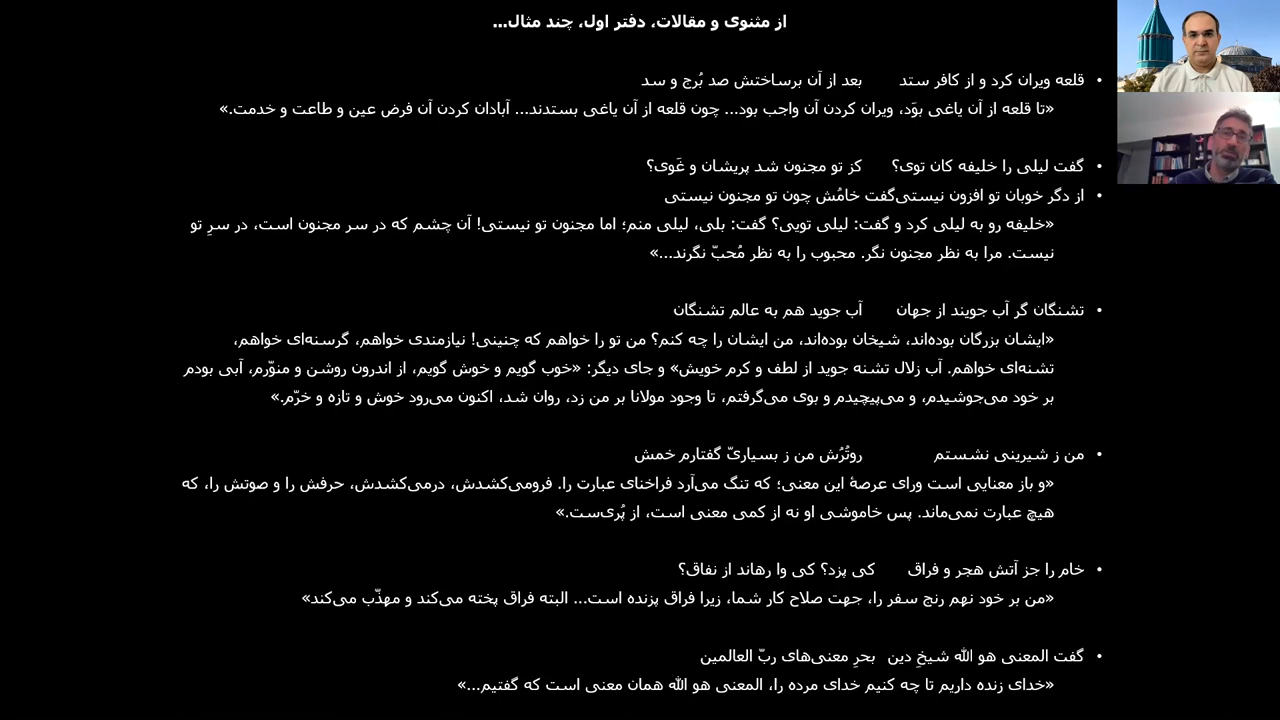 از مثنوی و مقالات، دفتر اول، چند مثال...
• قلعه ویران کرد و از کافر ستد بعد از آن برساختش صد بُرج و سد
«تا قلعه از آن یاغی بوَد، ویران کردن آن واجب بود... چون قلعه از آن یاغی بستدند... آبادان کردن آن فرض عین و طاعت و خدمت.»
• گفت لیلی را خلیفه کان توی؟ کز تو مجنون شد پریشان و غَوی؟
• از دگر خوبان تو افزون نیستی گفت خامُش چون تو مجنون نیستی
«خلیفه رو به لیلی کرد و گفت: لیلی تویی؟ گفت: بلی، لیلی منم؛ اما مجنون تو نیستی! آن چشم که در سر مجنون است، در سرِ تو
نیست. مرا به نظر مجنون نگر. محبوب را به نظر مُحبّ نگرند...»
• تشنگان گر آب جویند از جهان آب جوید هم به عالم تشنگان
«ایشان بزرگان بوده‌اند، شیخان بوده‌اند، من ایشان را چه کنم؟ من تو را خواهم که چنینی! نیازمندی خواهم، گرسنه‌ای خواهم،
تشنه‌ای خواهم. آب زلال تشنه جوید از لطف و کرم خویش» و جای دیگر: «خوب گویم و خوش گویم، از اندرون روشن و منوّرم، آبی بودم
بر خود می‌جوشیدم، و می‌پیچیدم و بوی می‌گرفتم، تا وجود مولانا بر من زد، روان شد، اکنون می‌رود خوش و تازه و خرّم.»
• من ز شیرینی نشستم روتُرُش من ز بسیاریّ گفتارم خمش
«و باز معنایی است ورای عرصهٔ این معنی؛ که تنگ می‌آرد فراخنای عبارت را. فرومی‌کشدش، درمی‌کشدش، حرفش را و صوتش را، که
هیچ عبارت نمی‌ماند. پس خاموشی او نه از کمی معنی است، از پُری‌ست.»
• خام را جز آتش هجر و فراق کی پزد؟ کی وا رهاند از نفاق؟
«من بر خود نهم رنج سفر را، جهت صلاح کار شما، زیرا فراق پزنده است... البته فراق پخته می‌کند و مهذّب می‌کند»
• گفت المعنی هو الله شیخِ دین بحرِ معنی‌های ربّ العالمین
«خدای زنده داریم تا چه کنیم خدای مرده را، المعنی هو الله همان معنی است که گفتیم...»